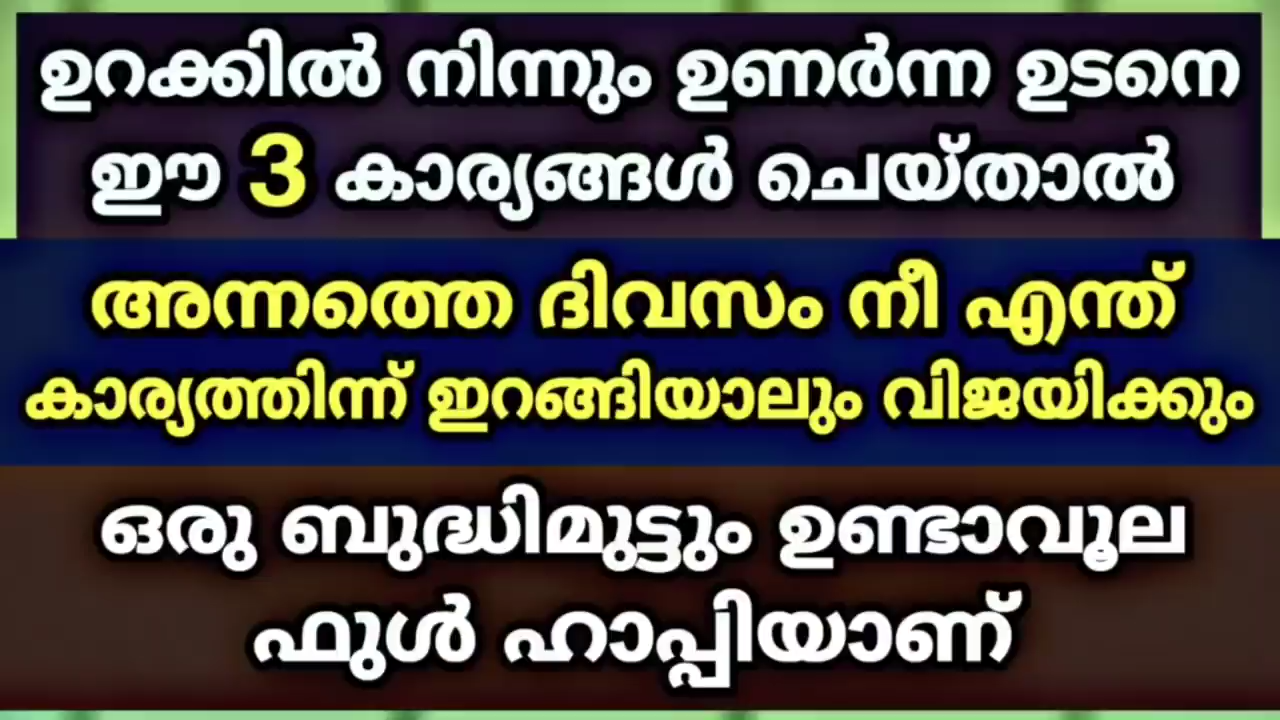 ഉറക്കിൽ നിന്നും ഉണർന്ന ഉടനെ
ഈ 3 കാര്യങ്ങൾ ചെയ്താൽ
അന്നത്തെ ദിവസം നീ എന്ത്
കാര്യത്തിന് ഇറങ്ങിയാലും വിജയിക്കും
ഒരു ബുദ്ധിമുട്ടും ഉണ്ടാവൂല
ഫുൾ ഹാപ്പിയാണ്